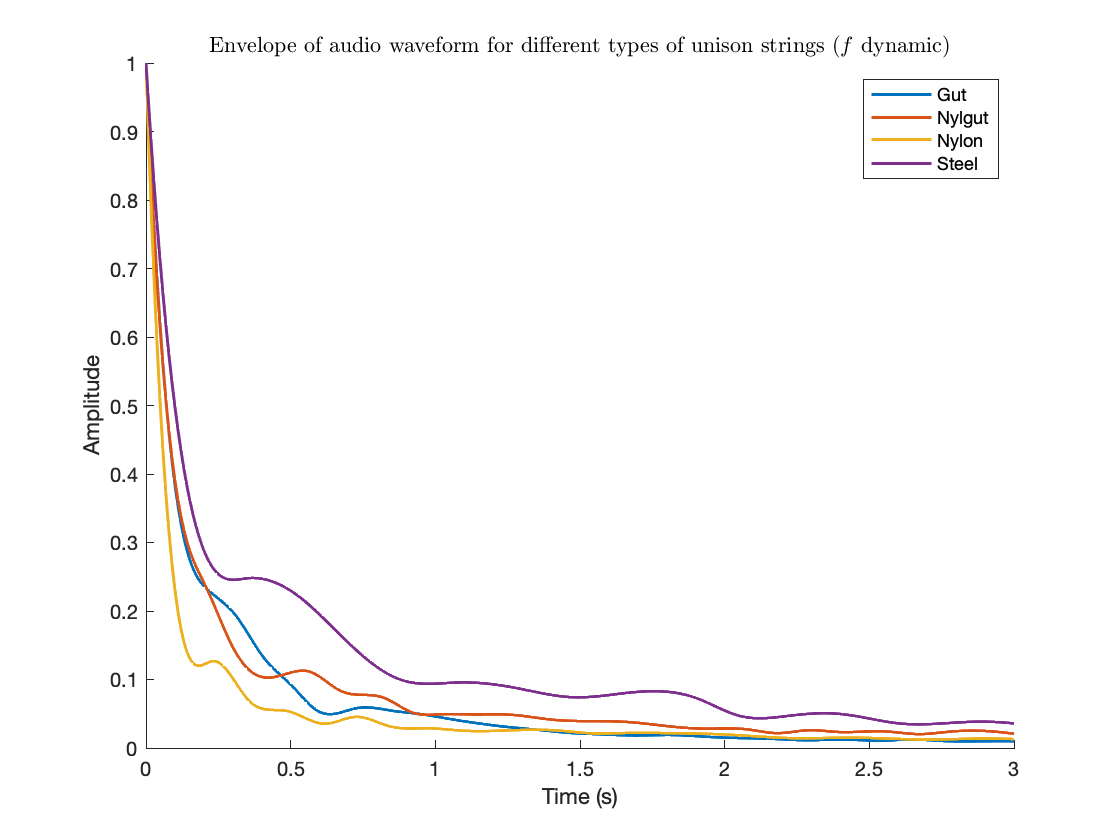 Envelope of audio waveform for different types of unison strings (f dynamic)
Gut
Nylgut
Nylon
Steel
Amplitude
1
0.9
0.8
0.7
0.6
0.5
0.4
0.3
0.2
0.1
0
0 0.5 1 1.5 2 2.5 3
Time (s)